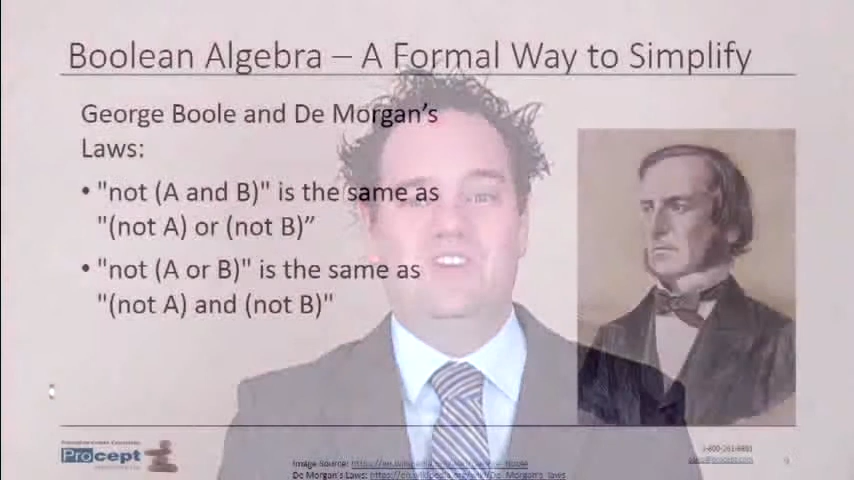 Boolean Algebra – A Formal Way to Simplify
George Boole and De Morgan's
Laws:
• "not (A and B)" is the same as
"(not A) or (not B)”
• "not (A or B)" is the same as
"(not A) and (not B)"
Procept
Image Source:
De Morgan's Laws:
9